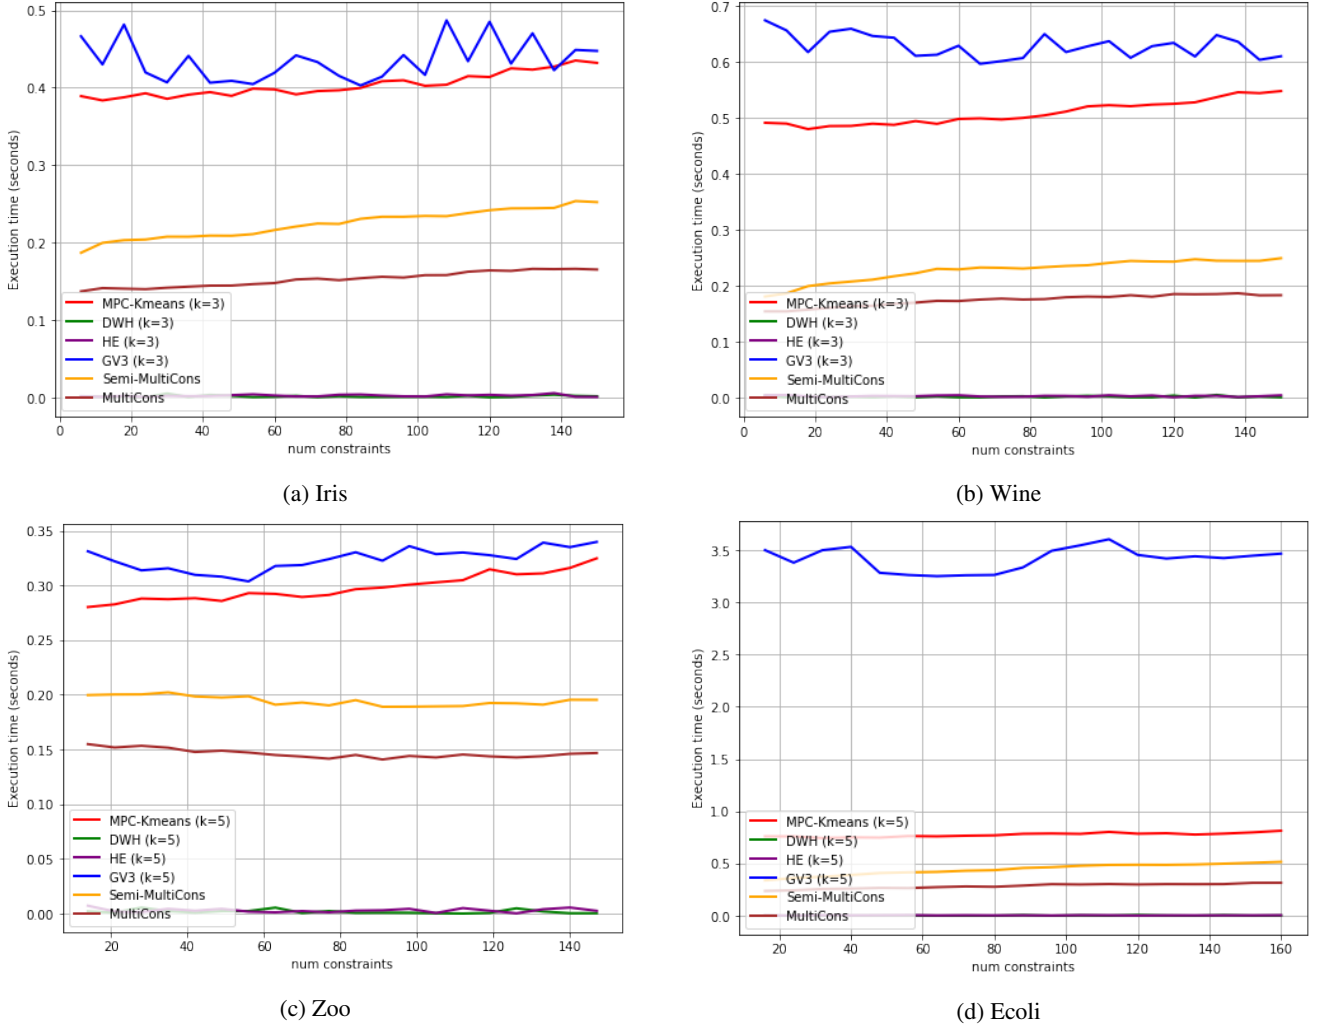 0.5
0.4
0.3
0.2
0.1
0.0
Execution time (seconds)
MPC-Kmeans (k=3)
DWH (k=3)
HE (k=3)
GV3 (k=3)
Semi-MultiCons
MultiCons
0 20 40 60 80 100 120 140
num constraints
(a) Iris
0.7
0.6
0.5
0.4
0.3
0.2
0.1
0.0
Execution time (seconds)
MPC-Kmeans (k=3)
DWH (k=3)
HE (k=3)
GV3 (k=3)
Semi-MultiCons
MultiCons
0 20 40 60 80 100 120 140
num constraints
(b) Wine
0.35
0.30
0.25
0.20
0.15
0.10
0.05
0.00
Execution time (seconds)
MPC-Kmeans (k=5)
DWH (k=5)
HE (k=5)
GV3 (k=5)
Semi-MultiCons
MultiCons
20 40 60 80 100 120 140
num constraints
(c) Zoo
3.5
3.0
2.5
2.0
1.5
1.0
0.5
0.0
Execution time (seconds)
MPC-Kmeans (k=5)
DWH (k=5)
HE (k=5)
GV3 (k=5)
Semi-MultiCons
MultiCons
20 40 60 80 100 120 140 160
num constraints
(d) Ecoli